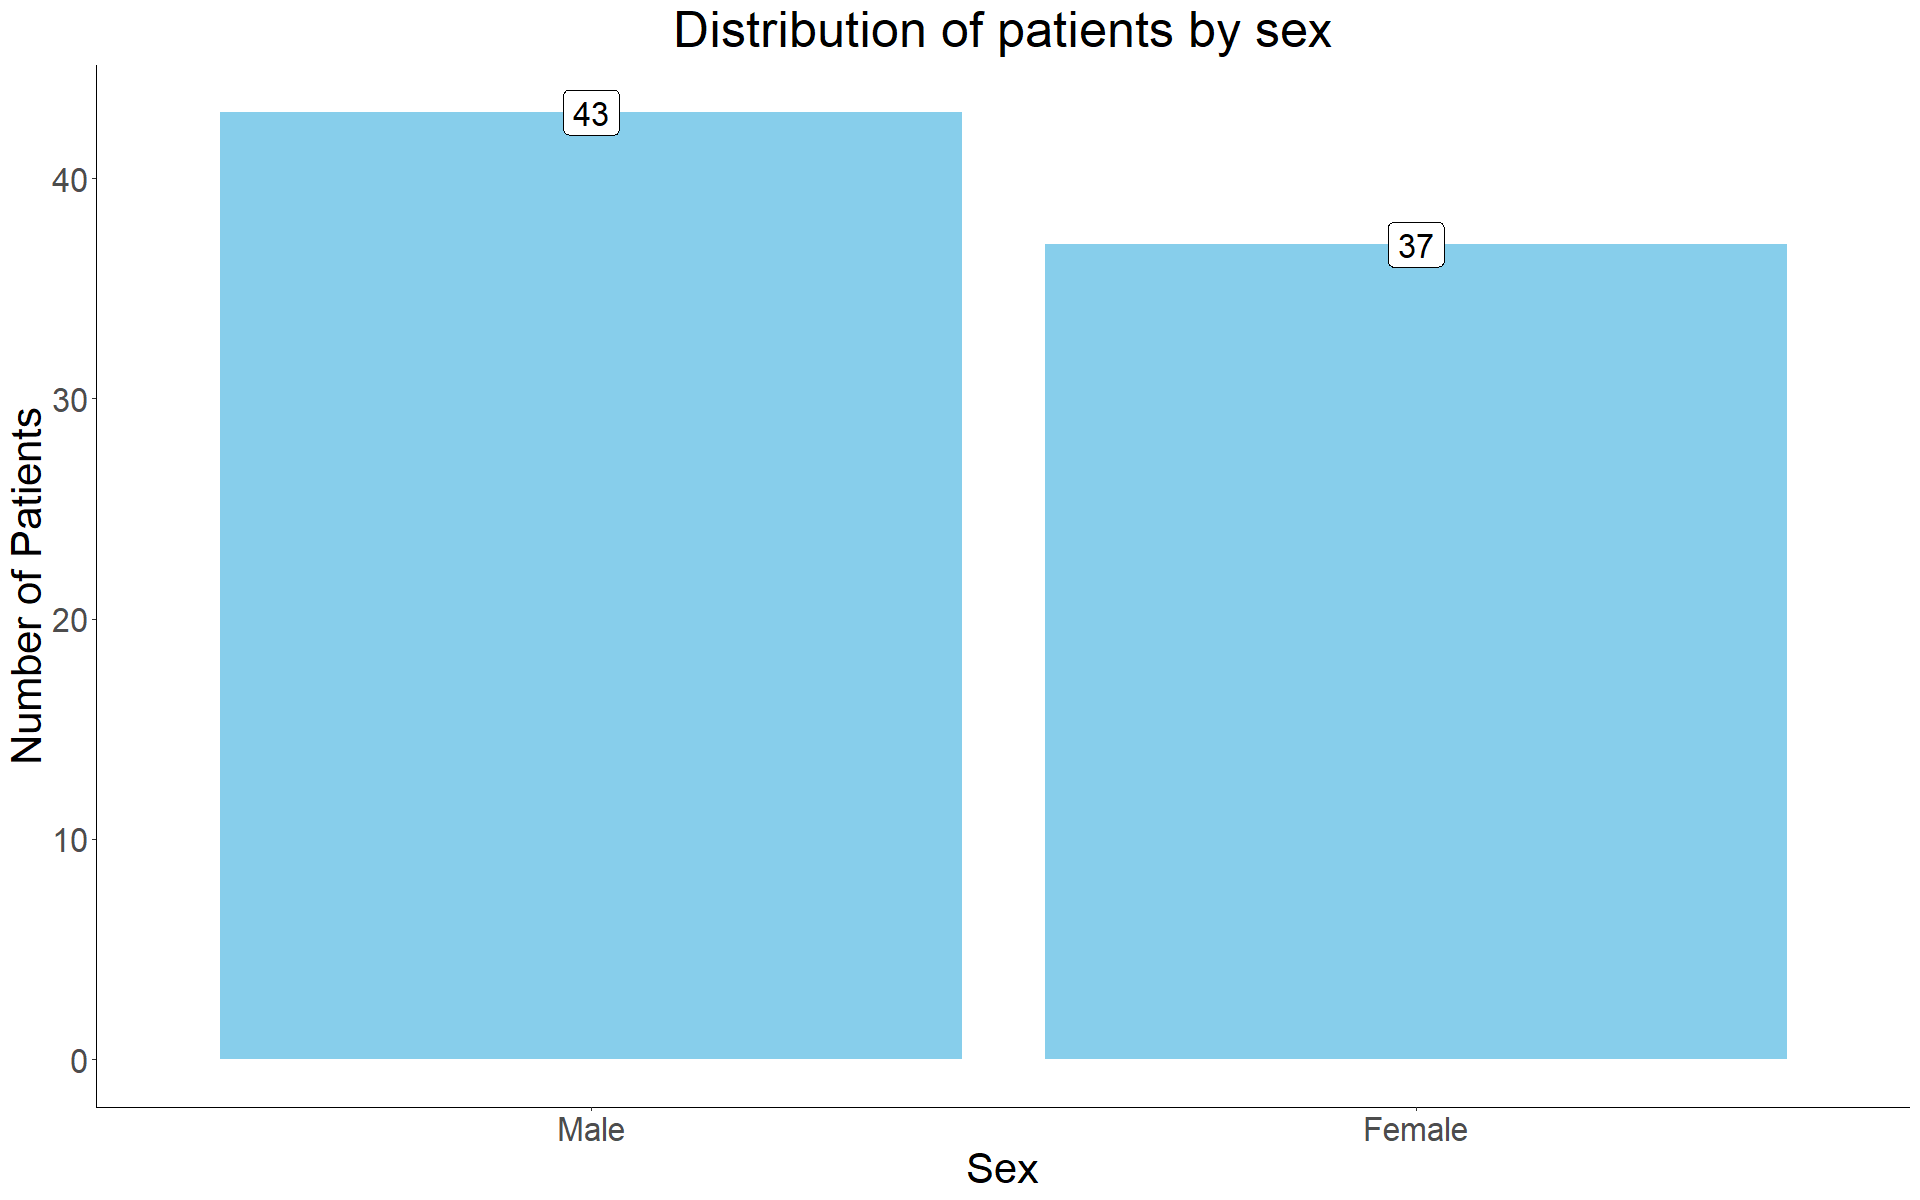 Distribution of patients by sex
43
37
40
30
20
10
0
Number of Patients
Male
Female
Sex